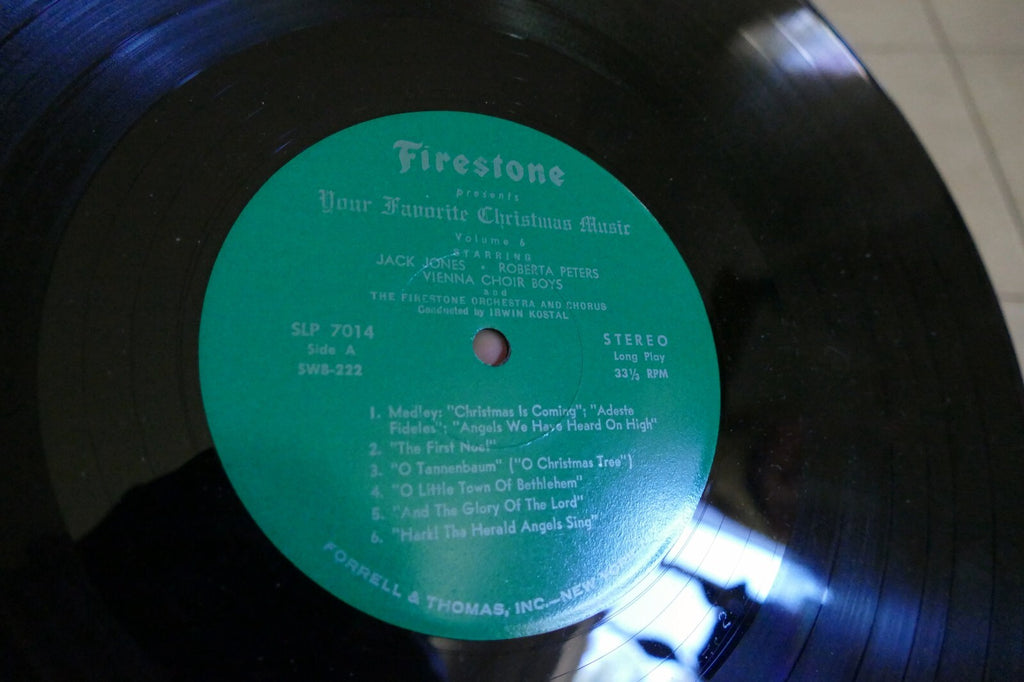 Firestone
presents
Your Favorite Christmas Music
Volume 6
STARRING
JACK JONES • ROBERTA PETERS
VIENNA CHOIR BOYS
and
THE FIRESTONE ORCHESTRA AND CHORUS
Conducted by IRWIN KOSTAL
SLP 7014
Side A
SWB-222
STEREO
Long Play
33⅓ RPM
1. Medley: "Christmas Is Coming"; "Adeste
Fideles"; "Angels We Have Heard On High"
2. "The First Noel"
3. "O Tannenbaum" ("O Christmas Tree")
4. "O Little Town Of Bethlehem"
5. "And The Glory Of The Lord"
6. "Hark! The Herald Angels Sing"
FORRELL & THOMAS, INC.—NEW